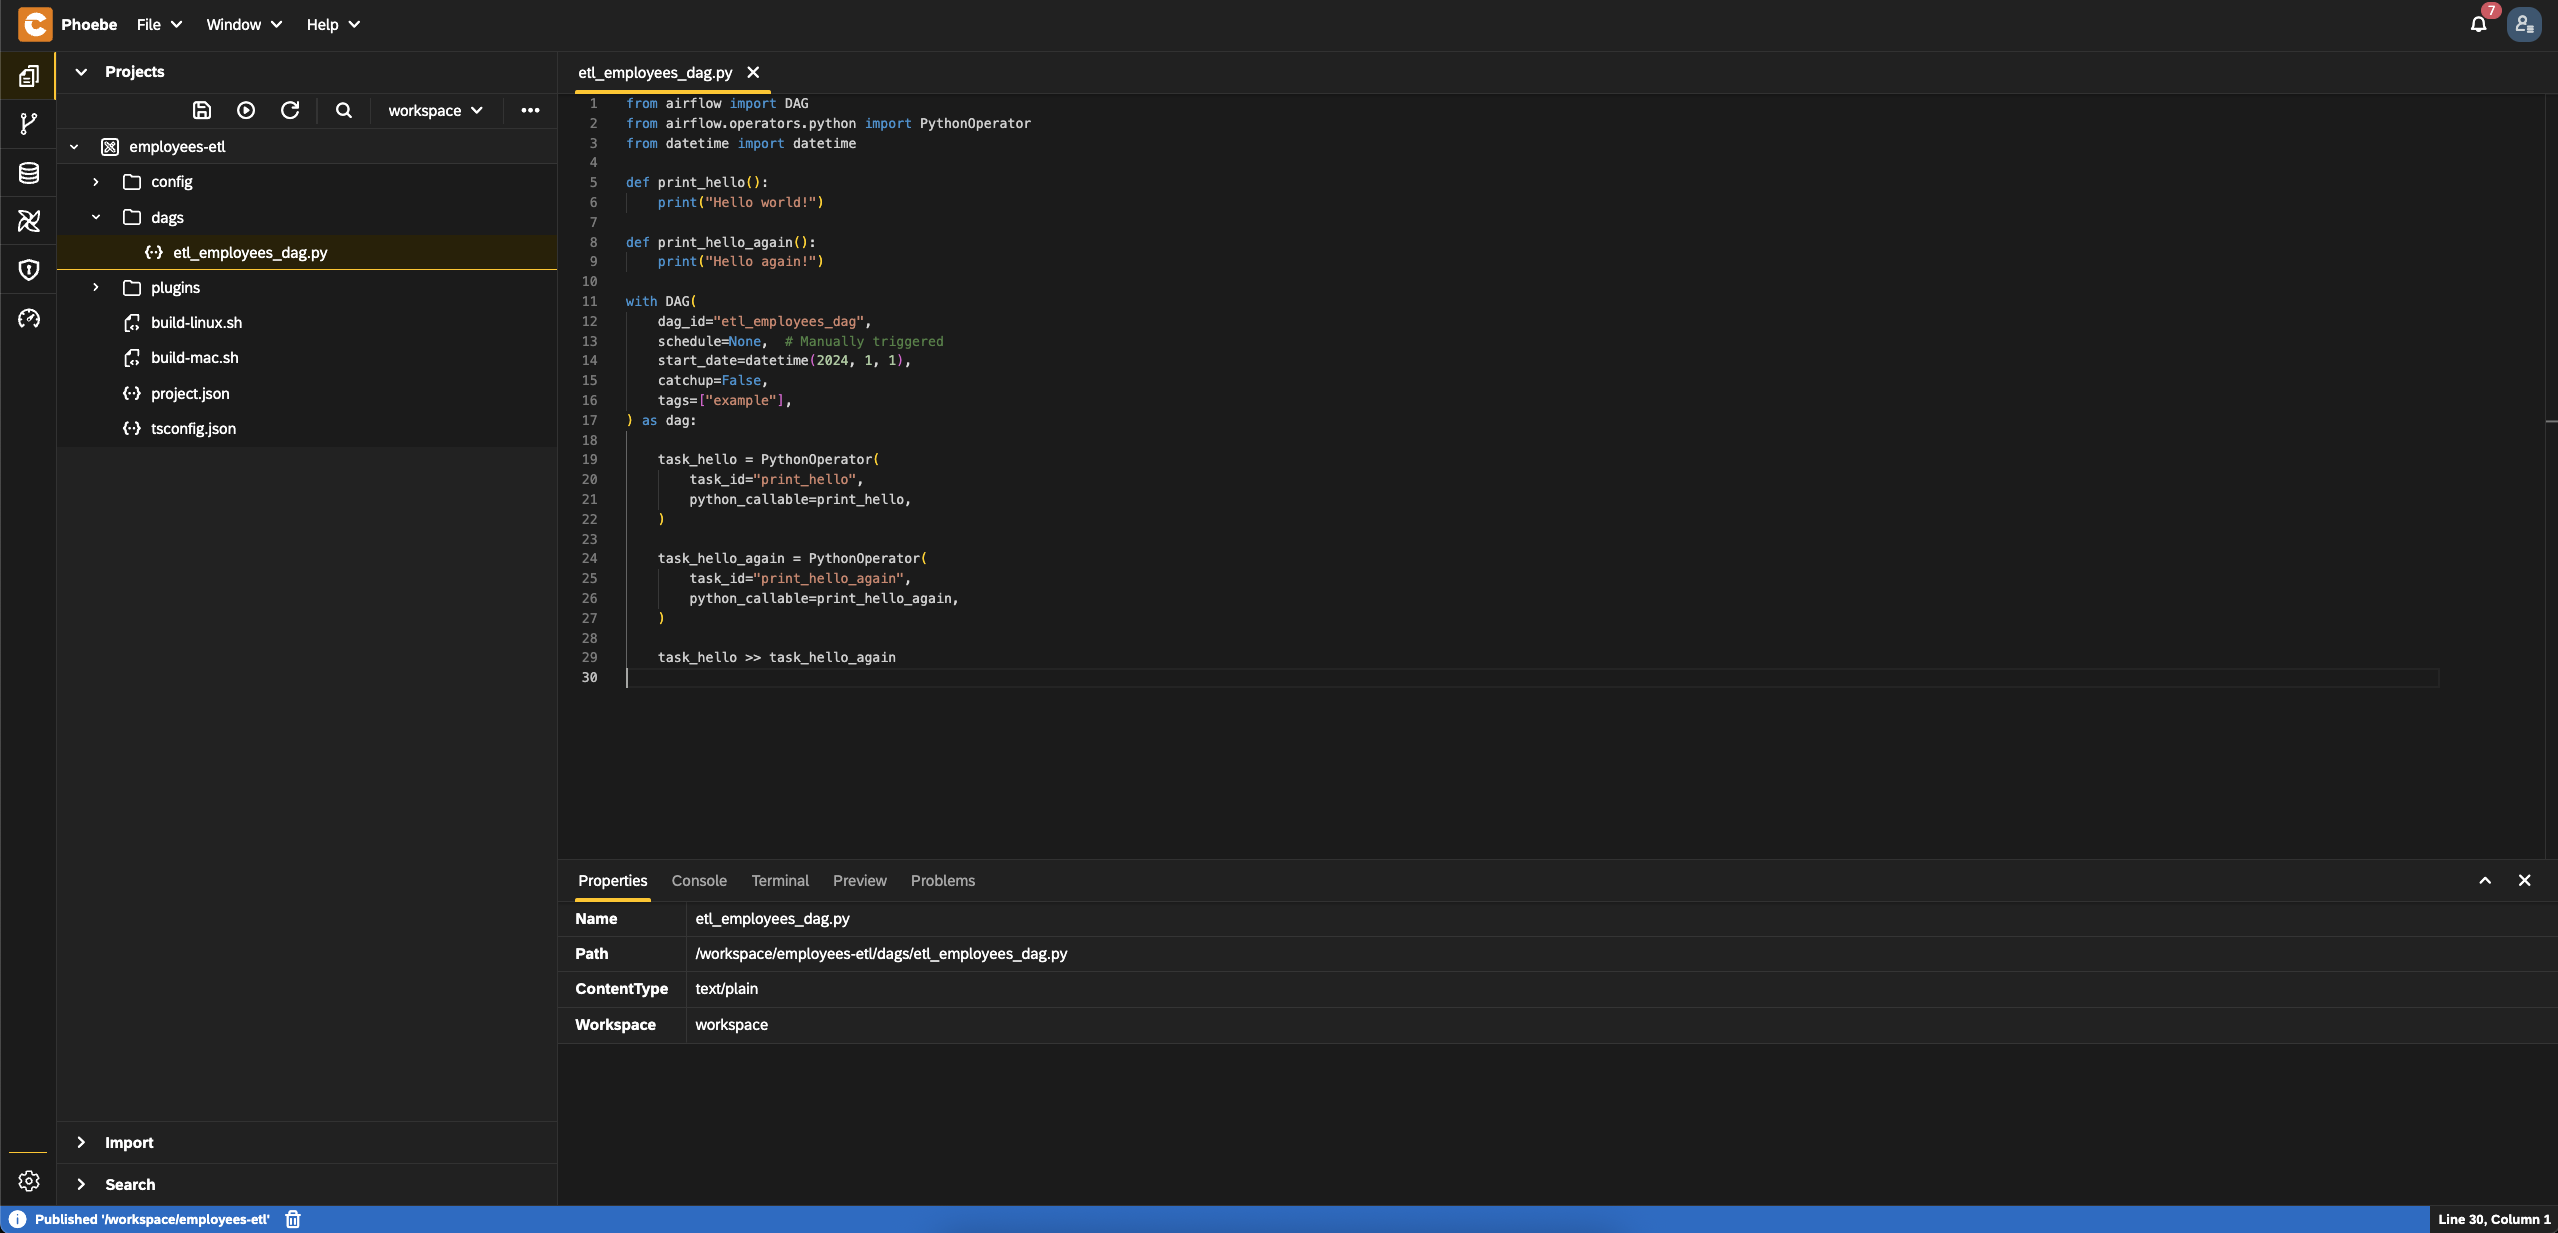 Phoebe File Window Help 7
Projects
workspace
employees-etl
config
dags
etl_employees_dag.py
plugins
build-linux.sh
build-mac.sh
project.json
tsconfig.json
Import
Search
etl_employees_dag.py
1 from airflow import DAG
2 from airflow.operators.python import PythonOperator
3 from datetime import datetime
4
5 def print_hello():
6     print("Hello world!")
7
8 def print_hello_again():
9     print("Hello again!")
10
11 with DAG(
12     dag_id="etl_employees_dag",
13     schedule=None,  # Manually triggered
14     start_date=datetime(2024, 1, 1),
15     catchup=False,
16     tags=["example"],
17 ) as dag:
18
19     task_hello = PythonOperator(
20         task_id="print_hello",
21         python_callable=print_hello,
22     )
23
24     task_hello_again = PythonOperator(
25         task_id="print_hello_again",
26         python_callable=print_hello_again,
27     )
28
29     task_hello >> task_hello_again
30
Properties Console Terminal Preview Problems
Name etl_employees_dag.py
Path /workspace/employees-etl/dags/etl_employees_dag.py
ContentType text/plain
Workspace workspace
Published '/workspace/employees-etl'
Line 30, Column 1